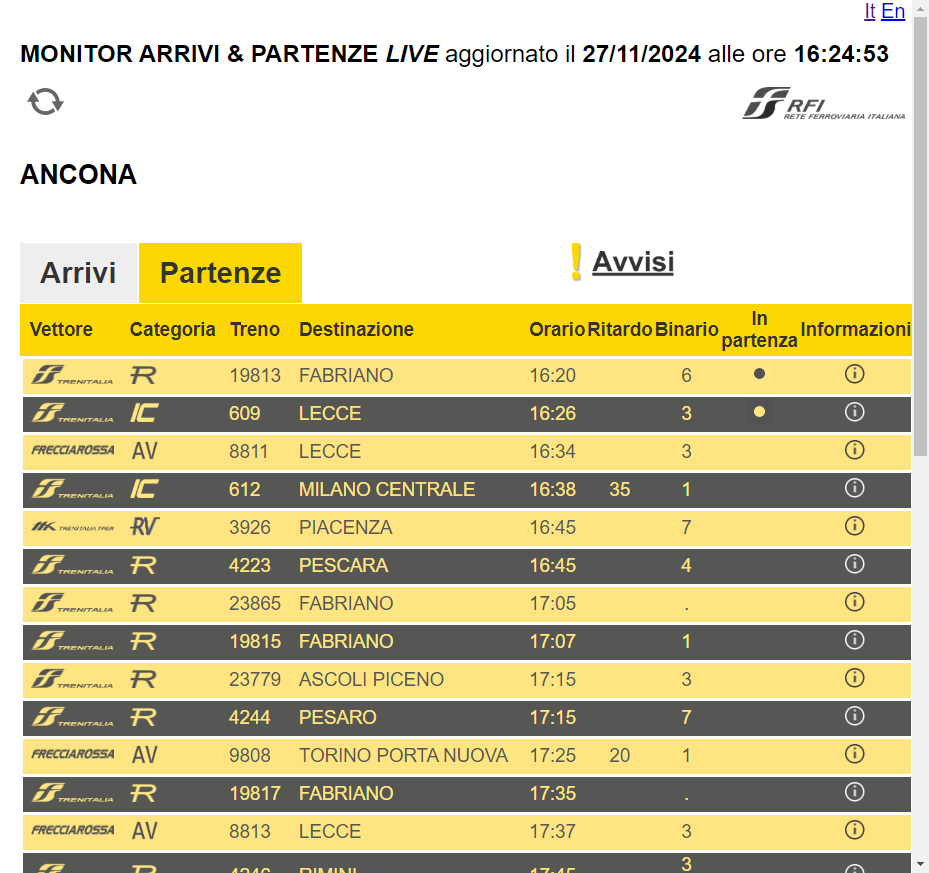 It En
MONITOR ARRIVI & PARTENZE LIVE aggiornato il 27/11/2024 alle ore 16:24:53
RFI
RETE FERROVIARIA ITALIANA
ANCONA
Arrivi Partenze ! Avvisi
Vettore Categoria Treno Destinazione Orario Ritardo Binario In partenza Informazioni
TRENITALIA R 19813 FABRIANO 16:20 6
TRENITALIA IC 609 LECCE 16:26 3
FRECCIAROSSA AV 8811 LECCE 16:34 3
TRENITALIA IC 612 MILANO CENTRALE 16:38 35 1
TRENITALIA TPER RV 3926 PIACENZA 16:45 7
TRENITALIA R 4223 PESCARA 16:45 4
TRENITALIA R 23865 FABRIANO 17:05 .
TRENITALIA R 19815 FABRIANO 17:07 1
TRENITALIA R 23779 ASCOLI PICENO 17:15 3
TRENITALIA R 4244 PESARO 17:15 7
FRECCIAROSSA AV 9808 TORINO PORTA NUOVA 17:25 20 1
TRENITALIA R 19817 FABRIANO 17:35 .
FRECCIAROSSA AV 8813 LECCE 17:37 3
RIMINI 3